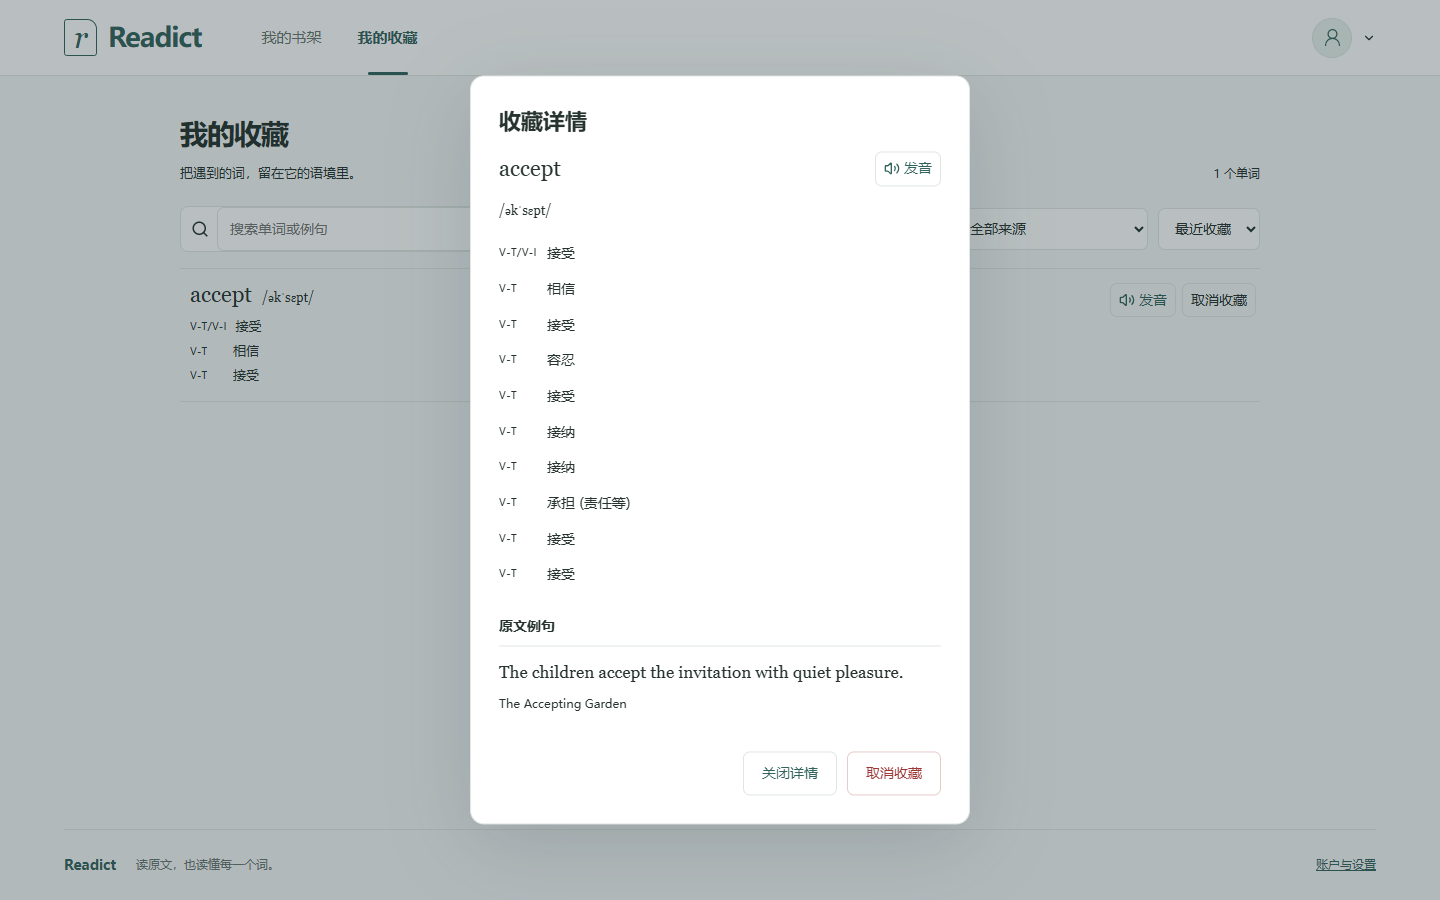 r Readict 我的书架 我的收藏
我的收藏
把遇到的词，留在它的语境里。
1 个单词
搜索单词或例句
全部来源
最近收藏
accept /əkˈsɛpt/
发音 取消收藏
V-T/V-I 接受
V-T 相信
V-T 接受
收藏详情
accept
发音
/əkˈsɛpt/
V-T/V-I 接受
V-T 相信
V-T 接受
V-T 容忍
V-T 接受
V-T 接纳
V-T 接纳
V-T 承担 (责任等)
V-T 接受
V-T 接受
原文例句
The children accept the invitation with quiet pleasure.
The Accepting Garden
关闭详情 取消收藏
Readict 读原文，也读懂每一个词。
账户与设置